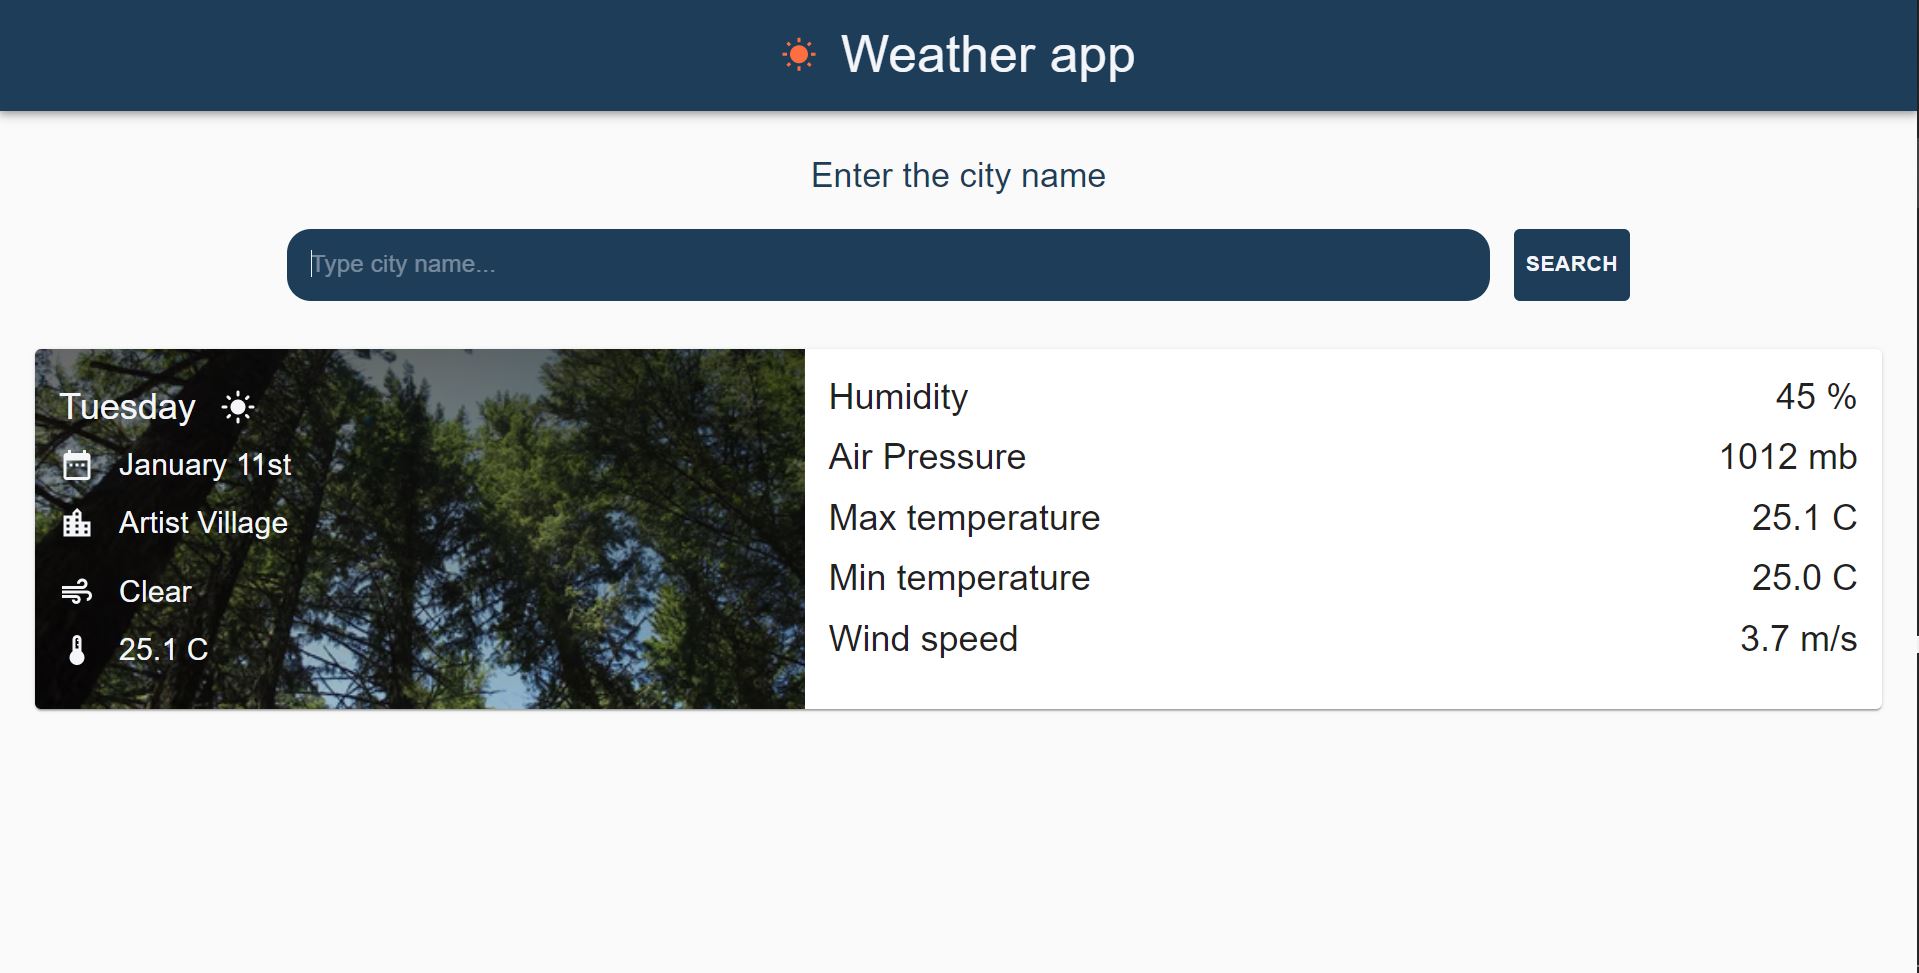 Weather app
Enter the city name
Type city name...
SEARCH
Tuesday
January 11st
Artist Village
Clear
25.1 C
Humidity 45 %
Air Pressure 1012 mb
Max temperature 25.1 C
Min temperature 25.0 C
Wind speed 3.7 m/s